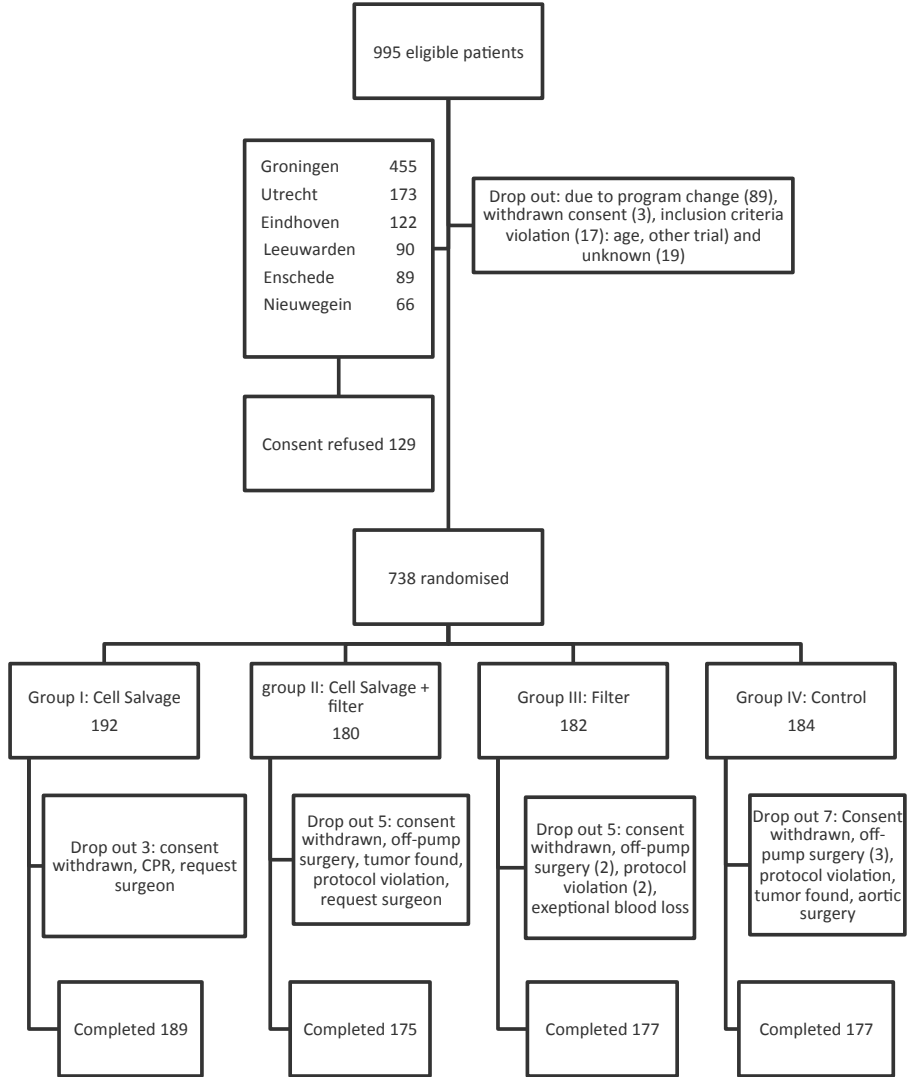 995 eligible patients
Groningen 455
Utrecht 173
Eindhoven 122
Leeuwarden 90
Enschede 89
Nieuwegein 66
Drop out: due to program change (89),
withdrawn consent (3), inclusion criteria
violation (17): age, other trial) and
unknown (19)
Consent refused 129
738 randomised
Group I: Cell Salvage
192
group II: Cell Salvage +
filter
180
Group III: Filter
182
Group IV: Control
184
Drop out 3: consent
withdrawn, CPR, request
surgeon
Drop out 5: consent
withdrawn, off-pump
surgery, tumor found,
protocol violation,
request surgeon
Drop out 5: consent
withdrawn, off-pump
surgery (2), protocol
violation (2),
exeptional blood loss
Drop out 7: Consent
withdrawn, off-
pump surgery (3),
protocol violation,
tumor found, aortic
surgery
Completed 189
Completed 175
Completed 177
Completed 177